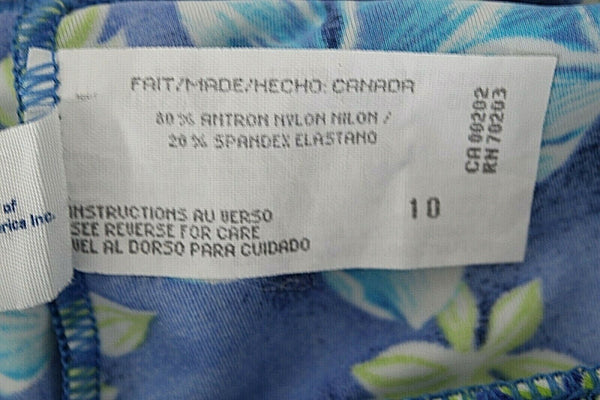 FAIT/MADE/HECHO: CANADA
80 % ANTRON NYLON NILON /
20 % SPANDEX ELASTANO
CA 00202
RN 70203
10
INSTRUCTIONS AU VERSO
SEE REVERSE FOR CARE
VEL AL DORSO PARA CUIDADO
of
erica Inc.